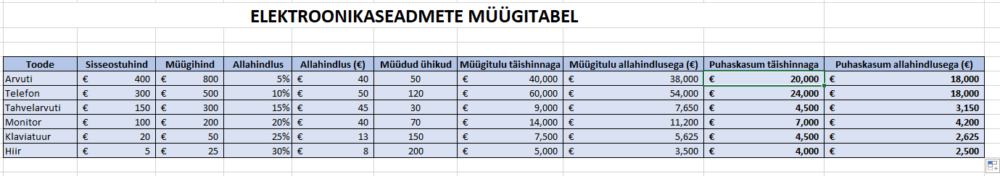 ELEKTROONIKASEADMETE MÜÜGITABEL
Toode Sisseostuhind Müügihind Allahindlus Allahindlus (€) Müüdud ühikud Müügitulu täishinnaga Müügitulu allahindlusega (€) Puhaskasum täishinnaga Puhaskasum allahindlusega (€)
Arvuti € 400 € 800 5% € 40 50 € 40,000 € 38,000 € 20,000 € 18,000
Telefon € 300 € 500 10% € 50 120 € 60,000 € 54,000 € 24,000 € 18,000
Tahvelarvuti € 150 € 300 15% € 45 30 € 9,000 € 7,650 € 4,500 € 3,150
Monitor € 100 € 200 20% € 40 70 € 14,000 € 11,200 € 7,000 € 4,200
Klaviatuur € 20 € 50 25% € 13 150 € 7,500 € 5,625 € 4,500 € 2,625
Hiir € 5 € 25 30% € 8 200 € 5,000 € 3,500 € 4,000 € 2,500